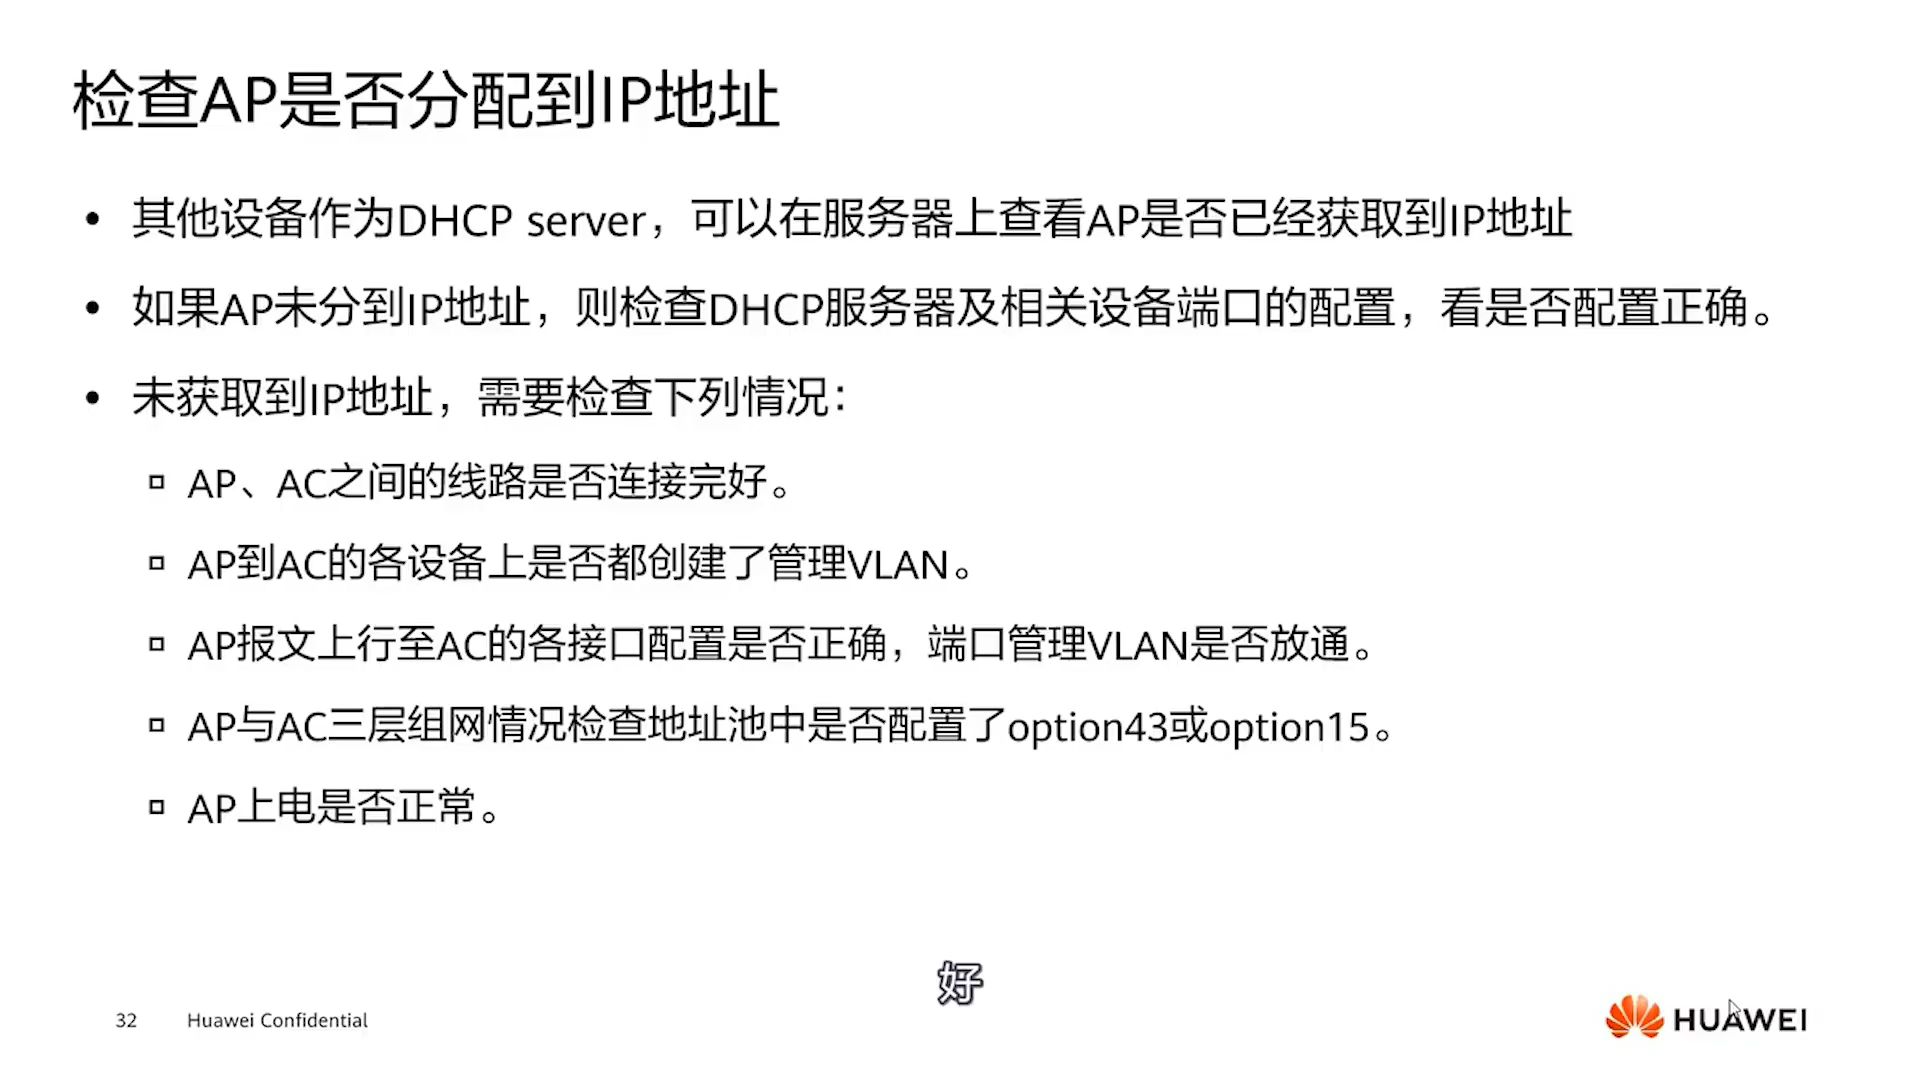 检查AP是否分配到IP地址
• 其他设备作为DHCP server，可以在服务器上查看AP是否已经获取到IP地址
• 如果AP未分到IP地址，则检查DHCP服务器及相关设备端口的配置，看是否配置正确。
• 未获取到IP地址，需要检查下列情况：
▫ AP、AC之间的线路是否连接完好。
▫ AP到AC的各设备上是否都创建了管理VLAN。
▫ AP报文上行至AC的各接口配置是否正确，端口管理VLAN是否放通。
▫ AP与AC三层组网情况检查地址池中是否配置了option43或option15。
▫ AP上电是否正常。
好
32 Huawei Confidential
HUAWEI